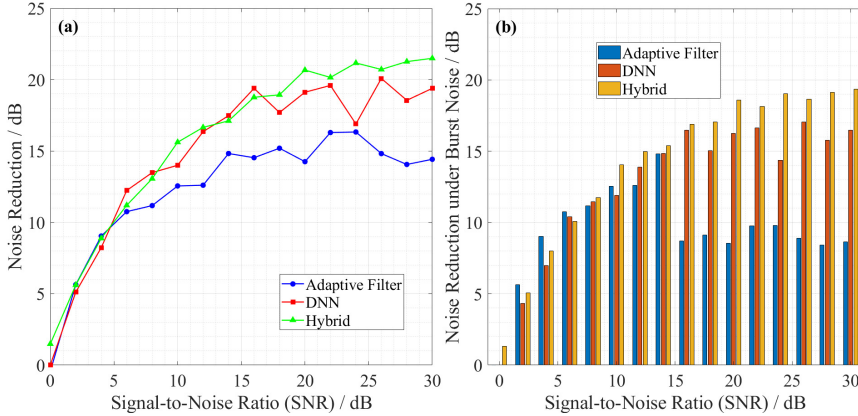 (a)
Noise Reduction / dB
25
20
15
10
5
0
Adaptive Filter
DNN
Hybrid
0 5 10 15 20 25 30
Signal-to-Noise Ratio (SNR) / dB
(b)
Noise Reduction under Burst Noise / dB
25
20
15
10
5
0
Adaptive Filter
DNN
Hybrid
0 5 10 15 20 25 30
Signal-to-Noise Ratio (SNR) / dB